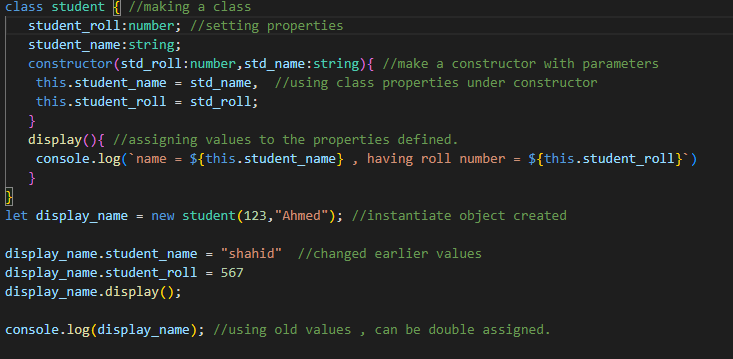 class student { //making a class
student_roll:number; //setting properties
student_name:string;
constructor(std_roll:number,std_name:string){ //make a constructor with parameters
this.student_name = std_name,  //using class properties under constructor
this.student_roll = std_roll;
}
display(){ //assigning values to the properties defined.
console.log(`name = ${this.student_name} , having roll number = ${this.student_roll}`)
}
}
let display_name = new student(123,"Ahmed"); //instantiate object created
display_name.student_name = "shahid"  //changed earlier values
display_name.student_roll = 567
display_name.display();
console.log(display_name); //using old values , can be double assigned.